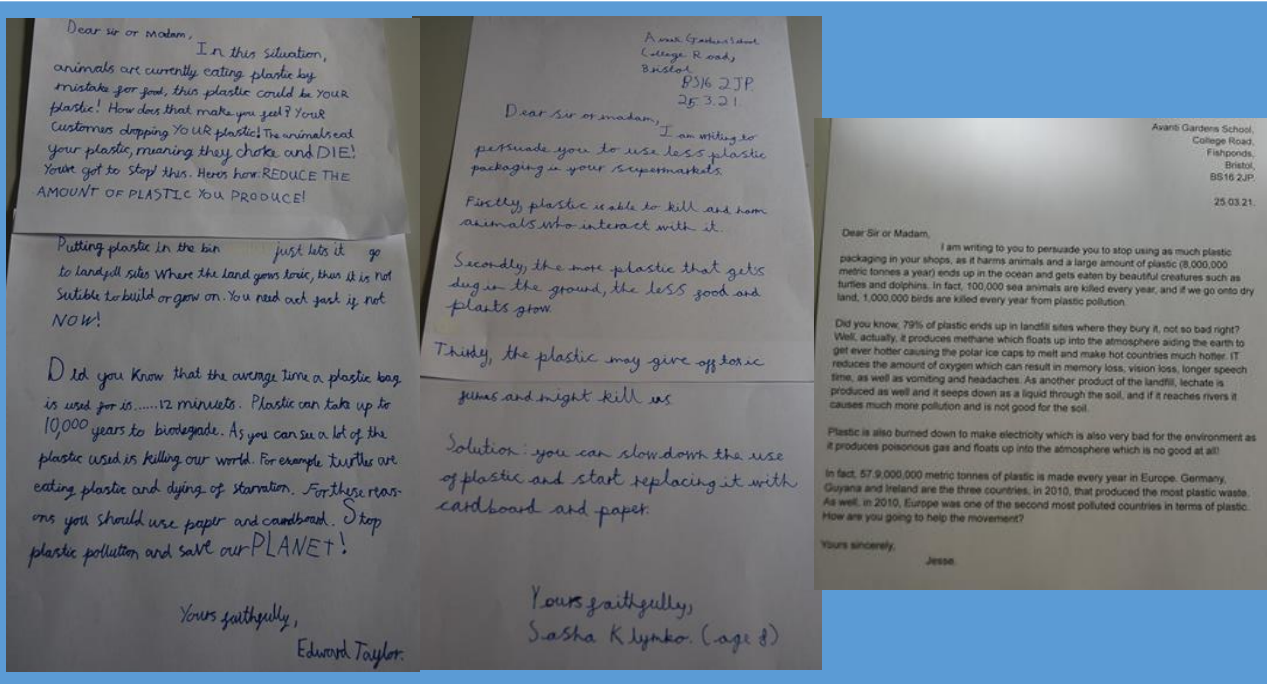 Dear sir or Madam,
In this situation,
animals are currently eating plastic by
mistake for food, this plastic could be YOUR
plastic! How does that make you feel? YOUR
Customers dropping YOUR plastic! The animals eat
your plastic, meaning they choke and DIE!
Youve got to stop this. Heres how: REDUCE THE
AMOUNT OF PLASTIC YOU PRODUCE!
Putting plastic in the bin just lets it go
to landfill sites where the land grows toxic, thus it is not
Sutible to build or grow on. You need act fast if not
NOW!
Did you know that the average time a plastic bag
is used for is......12 minuets. Plastic can take up to
10,000 years to biodegrade. As you can see a lot of the
plastic used is killing our world. For example turtles are
eating plastic and dying of starvation. For these reas-
ons you should use paper and cardboard. Stop
plastic pollution and save our PLANET!
Yours faithfully,
Edward Taylor.
Avanti Gardens School
College Road,
Bristol
BS16 2JP.
25.3.21.
Dear Sir or madam,
I am writing to
persuade you to use less plastic
packaging in your supermarkets.
Firstly, plastic is able to kill and harm
animals who interact with it.
Secondly, the more plastic that gets
dug in the ground, the less food and
plants grow.
Thirdly, the plastic may give off toxic
fumes and might kill us
Solution: you can slow down the use
of plastic and start replacing it with
cardboard and paper.
Yours faithfully,
Sasha Klymko. (age 8)
Avanti Gardens School,
College Road,
Fishponds,
Bristol,
BS16 2JP.
25.03.21.
Dear Sir or Madam,
I am writing to you to persuade you to stop using as much plastic
packaging in your shops, as it harms animals and a large amount of plastic (8,000,000
metric tonnes a year) ends up in the ocean and gets eaten by beautiful creatures such as
turtles and dolphins. In fact, 100,000 sea animals are killed every year, and if we go onto dry
land, 1,000,000 birds are killed every year from plastic pollution.
Did you know, 79% of plastic ends up in landfill sites where they bury it, not so bad right?
Well, actually, it produces methane which floats up into the atmosphere aiding the earth to
get ever hotter causing the polar ice caps to melt and make hot countries much hotter. IT
reduces the amount of oxygen which can result in memory loss, vision loss, longer speech
time, as well as vomiting and headaches. As another product of the landfill, lechate is
produced as well and it seeps down as a liquid through the soil, and if it reaches rivers it
causes much more pollution and is not good for the soil.
Plastic is also burned down to make electricity which is also very bad for the environment as
it produces poisonous gas and floats up into the atmosphere which is no good at all!
In fact, 57.9,000,000 metric tonnes of plastic is made every year in Europe. Germany,
Guyana and Ireland are the three countries, in 2010, that produced the most plastic waste.
As well, in 2010, Europe was one of the second most polluted countries in terms of plastic.
How are you going to help the movement?
Yours sincerely,
Jesse.